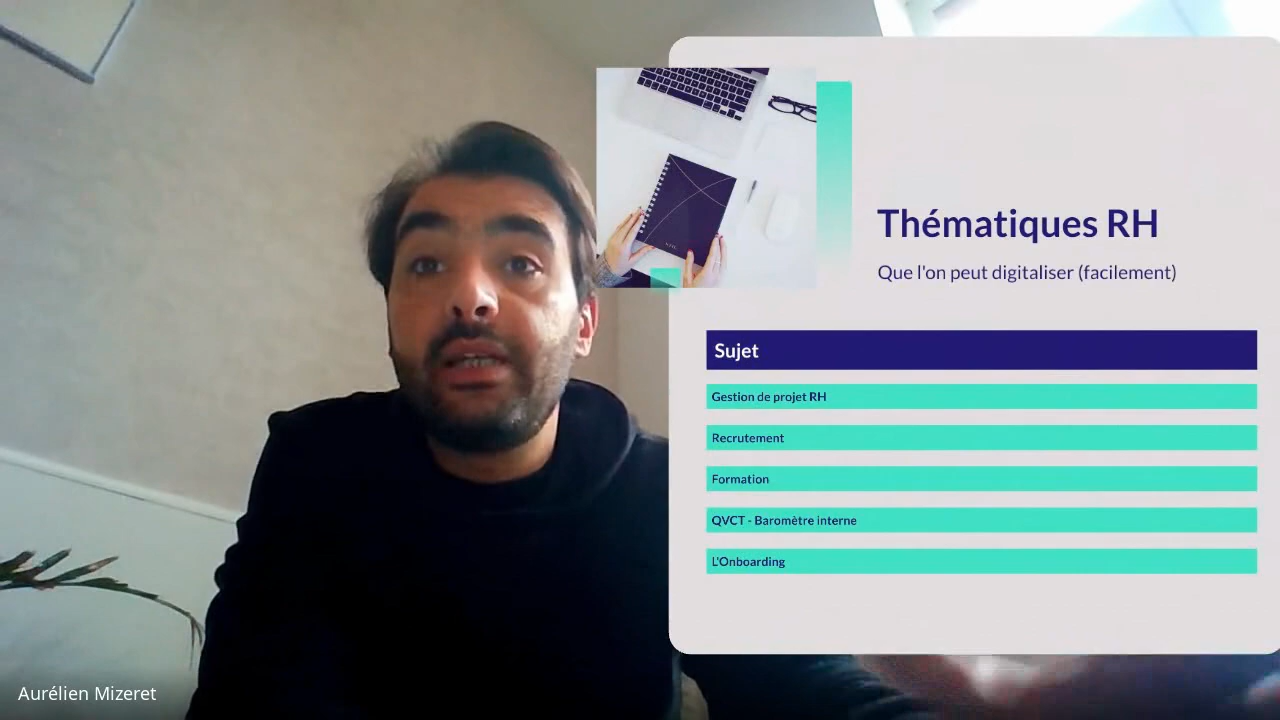 Thématiques RH
Que l'on peut digitaliser (facilement)
Sujet
Gestion de projet RH
Recrutement
Formation
QVCT - Baromètre interne
L'Onboarding
Aurélien Mizeret